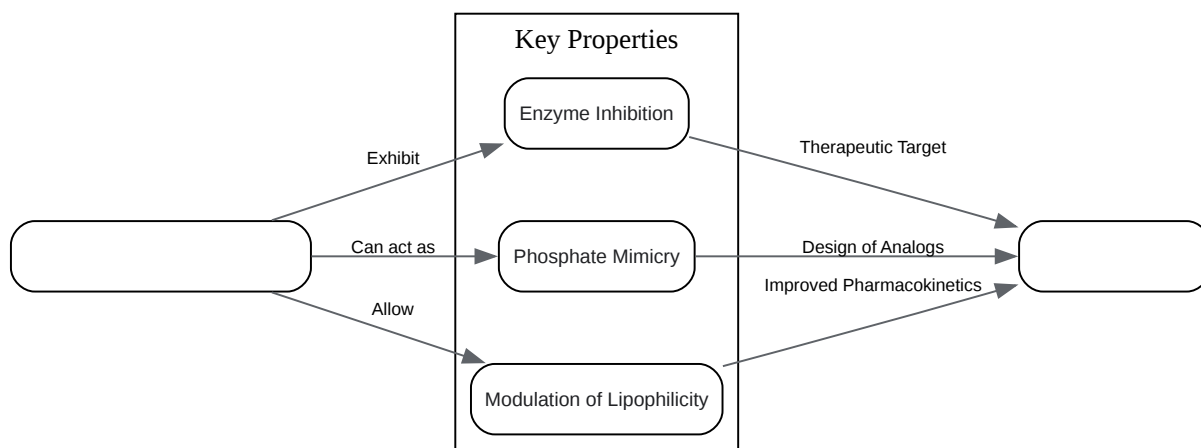 Key Properties
Enzyme Inhibition
Exhibit
Therapeutic Target
Can act as
Phosphate Mimicry
Design of Analogs
Improved Pharmacokinetics
Allow
Modulation of Lipophilicity